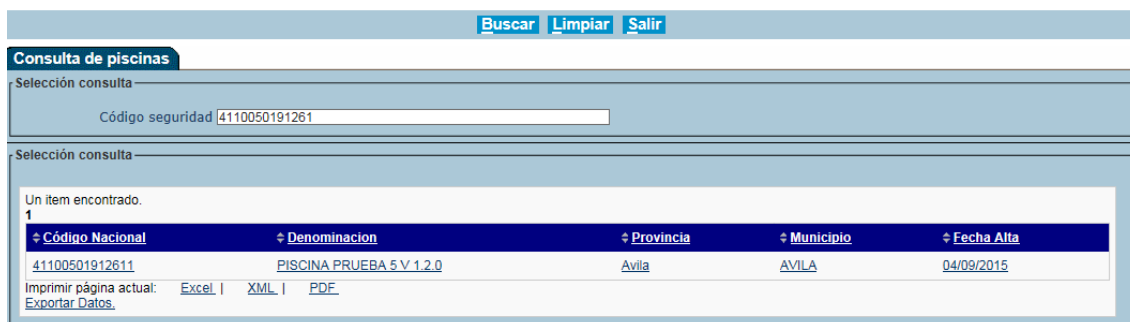 Buscar Limpiar Salir
Consulta de piscinas
Selección consulta
Código seguridad 4110050191261
Selección consulta
Un item encontrado.
1
Código Nacional Denominacion Provincia Municipio Fecha Alta
41100501912611 PISCINA PRUEBA 5 V 1.2.0 Avila AVILA 04/09/2015
Imprimir página actual: Excel | XML | PDF
Exportar Datos.